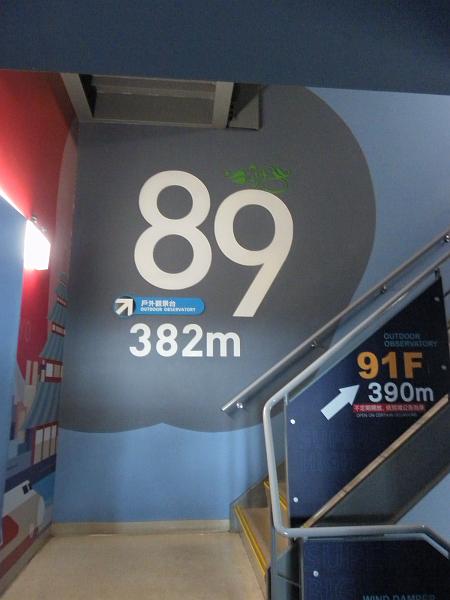 89
戶外觀景台
OUTDOOR OBSERVATORY
382m
OUTDOOR
OBSERVATORY
91F
390m
OPEN ON CERTAIN OCCASIONS
WIND DAMPER